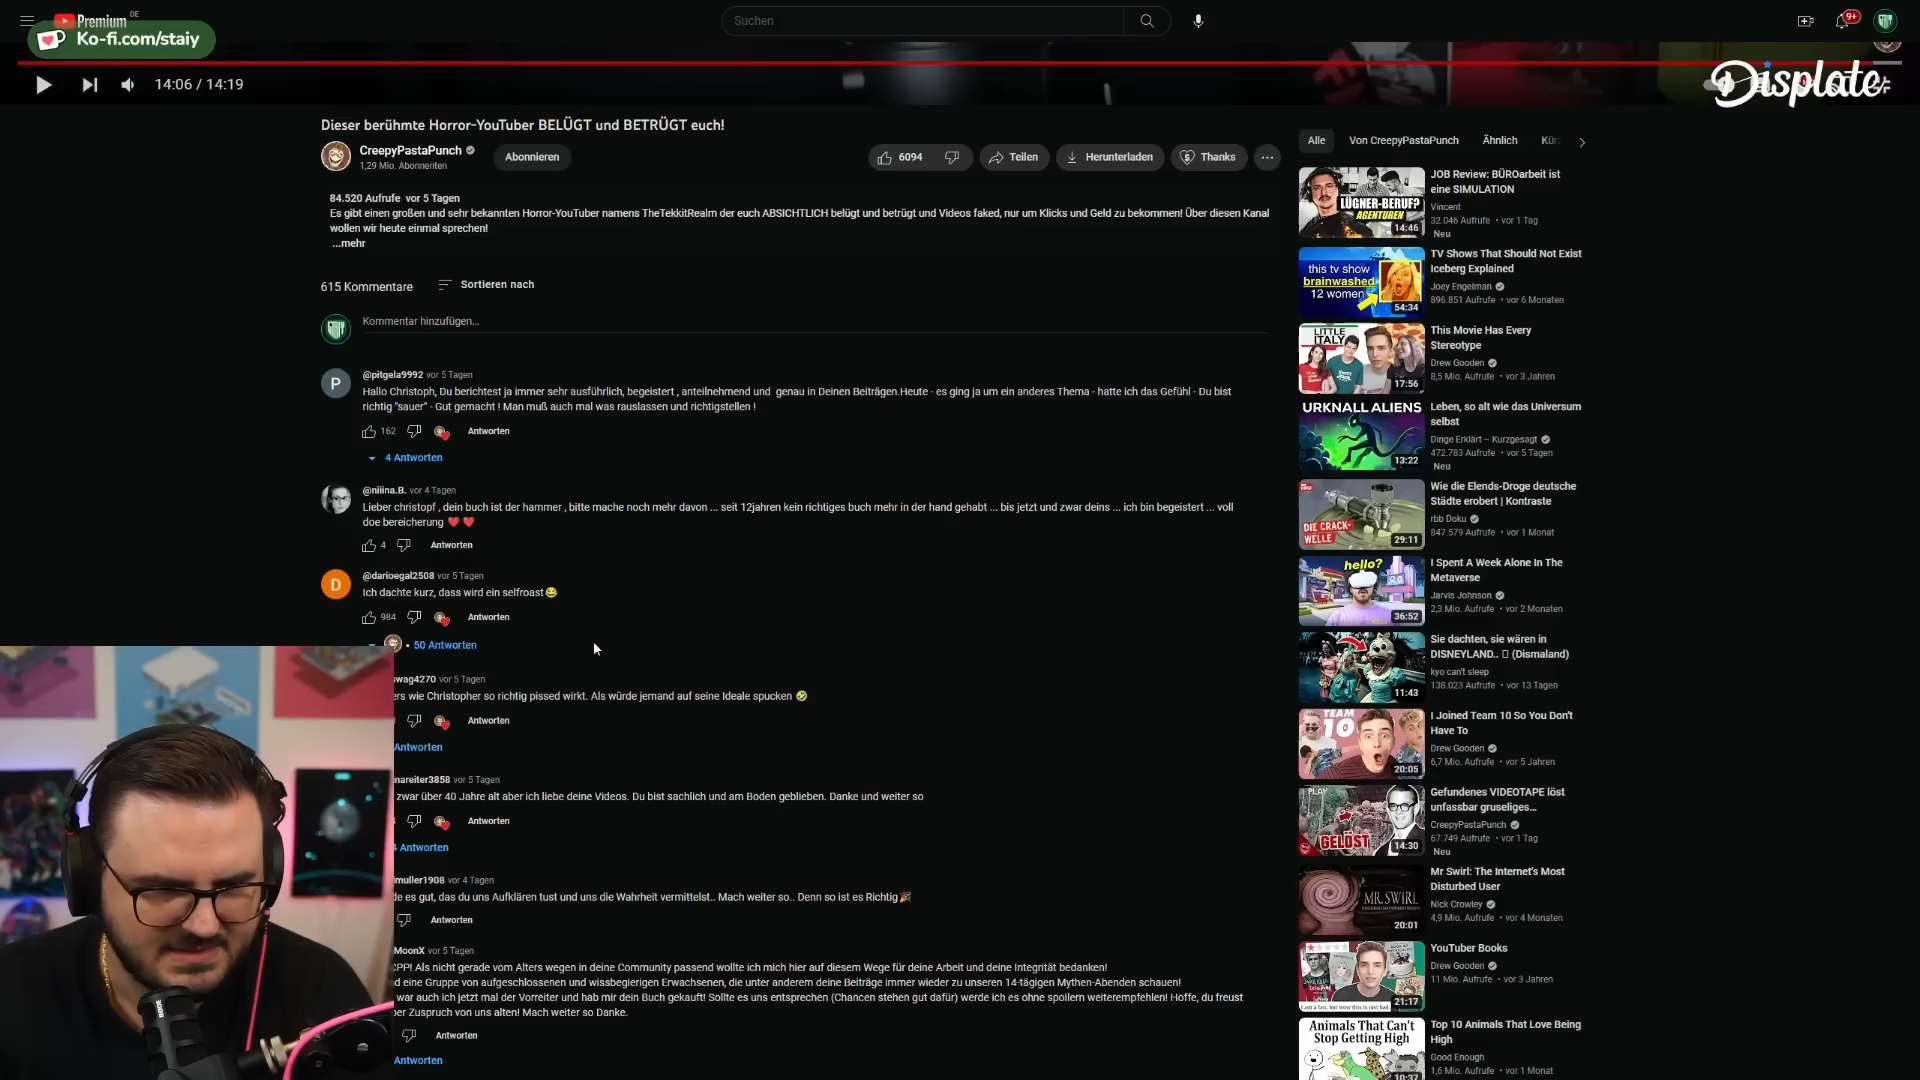 Premium DE
Ko-fi.com/staiy
Suchen
9+
14:06 / 14:19
Displate
Dieser berühmte Horror-YouTuber BELÜGT und BETRÜGT euch!
CreepyPastaPunch
1,29 Mio. Abonnenten
Abonnieren
6094
Teilen
Herunterladen
Thanks
84.520 Aufrufe vor 5 Tagen
Es gibt einen großen und sehr bekannten Horror-YouTuber namens TheTekkitRealm der euch ABSICHTLICH belügt und betrügt und Videos faked, nur um Klicks und Geld zu bekommen! Über diesen Kanal
wollen wir heute einmal sprechen!
...mehr
615 Kommentare
Sortieren nach
Kommentar hinzufügen...
P
@pitgela9992 vor 5 Tagen
Hallo Christoph, Du berichtest ja immer sehr ausführlich, begeistert , anteilnehmend und genau in Deinen Beiträgen.Heute - es ging ja um ein anderes Thema - hatte ich das Gefühl - Du bist
richtig "sauer" - Gut gemacht ! Man muß auch mal was rauslassen und richtigstellen !
162
Antworten
4 Antworten
@niiina.B. vor 4 Tagen
Lieber christopf , dein buch ist der hammer , bitte mache noch mehr davon ... seit 12jahren kein richtiges buch mehr in der hand gehabt ... bis jetzt und zwar deins ... ich bin begeistert ... voll
doe bereicherung ❤️ ❤️
4
Antworten
D
@darioegal2508 vor 5 Tagen
Ich dachte kurz, dass wird ein selfroast😂
984
Antworten
50 Antworten
swag4270 vor 5 Tagen
ers wie Christopher so richtig pissed wirkt. Als würde jemand auf seine Ideale spucken 🤣
Antworten
Antworten
nareiter3858 vor 5 Tagen
zwar über 40 Jahre alt aber ich liebe deine Videos. Du bist sachlich und am Boden geblieben. Danke und weiter so
Antworten
4 Antworten
muller1908 vor 4 Tagen
de es gut, das du uns Aufklären tust und uns die Wahrheit vermittelst.. Mach weiter so.. Denn so ist es Richtig🎉
Antworten
MoonX vor 5 Tagen
CPP! Als nicht gerade vom Alters wegen in deine Community passend wollte ich mich hier auf diesem Wege für deine Arbeit und deine Integrität bedanken!
d eine Gruppe von aufgeschlossenen und wissbegierigen Erwachsenen, die unter anderem deine Beiträge immer wieder zu unseren 14-tägigen Mythen-Abenden schauen!
war auch ich jetzt mal der Vorreiter und hab mir dein Buch gekauft! Sollte es uns entsprechen (Chancen stehen gut dafür) werde ich es ohne spoilern weiterempfehlen! Hoffe, du freust
ber Zuspruch von uns alten! Mach weiter so Danke.
Antworten
Antworten
RØDE
Alle
Von CreepyPastaPunch
Ähnlich
Kür
LÜGNER-BERUF?
AGENTUREN
14:46
JOB Review: BÜROarbeit ist
eine SIMULATION
Vincent
32.046 Aufrufe • vor 1 Tag
Neu
this tv show
brainwashed
12 women
54:34
TV Shows That Should Not Exist
Iceberg Explained
Joey Engelman
896.851 Aufrufe • vor 6 Monaten
LITTLE
ITALY
17:56
This Movie Has Every
Stereotype
Drew Gooden
8,5 Mio. Aufrufe • vor 3 Jahren
URKNALL ALIENS
13:22
Leben, so alt wie das Universum
selbst
Dinge Erklärt – Kurzgesagt
472.783 Aufrufe • vor 5 Tagen
Neu
DIE CRACK-
WELLE
29:11
Wie die Elends-Droge deutsche
Städte erobert | Kontraste
rbb Doku
847.579 Aufrufe • vor 1 Monat
hello?
36:52
I Spent A Week Alone In The
Metaverse
Jarvis Johnson
2,3 Mio. Aufrufe • vor 2 Monaten
11:43
Sie dachten, sie wären in
DISNEYLAND.. (Dismaland)
kyo can't sleep
138.023 Aufrufe • vor 13 Tagen
TEAM
10
20:05
I Joined Team 10 So You Don't
Have To
Drew Gooden
6,7 Mio. Aufrufe • vor 5 Jahren
PLAY
GELÖST
14:30
Gefundenes VIDEOTAPE löst
unfassbar gruseliges...
CreepyPastaPunch
67.749 Aufrufe • vor 1 Tag
Neu
MR. SWIRL
20:01
Mr Swirl: The Internet's Most
Disturbed User
Nick Crowley
4,9 Mio. Aufrufe • vor 4 Monaten
21:17
YouTuber Books
Drew Gooden
11 Mio. Aufrufe • vor 3 Jahren
Animals That Can't
Stop Getting High
10:37
Top 10 Animals That Love Being
High
Good Enough
1,6 Mio. Aufrufe • vor 1 Monat